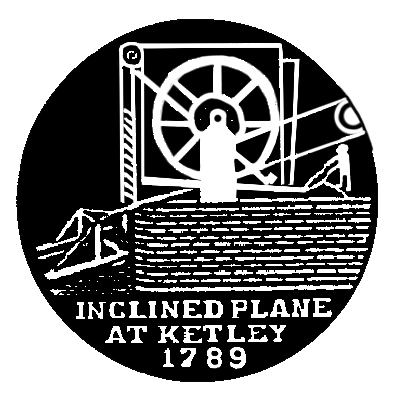 INCLINED PLANE
AT KETLEY
1789